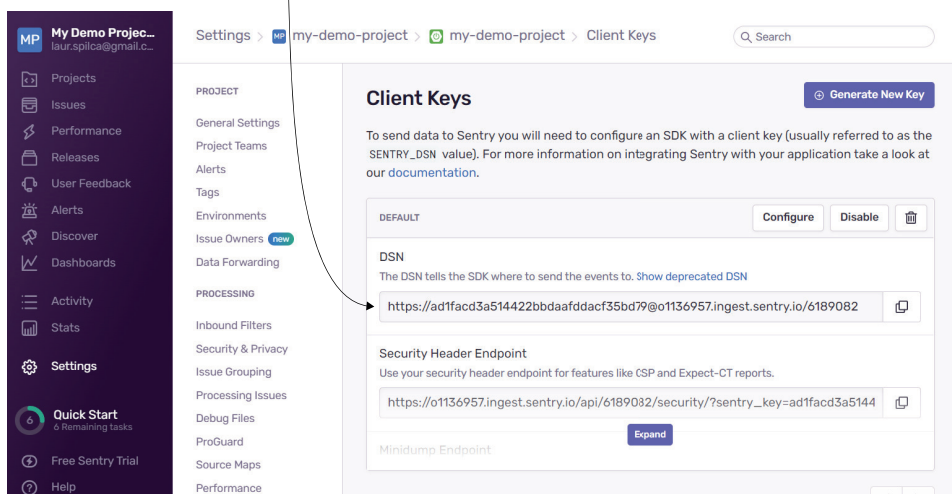 MP
My Demo Projec...
laur.spilca@gmail.c...
Projects
Issues
Performance
Releases
User Feedback
Alerts
Discover
Dashboards
Activity
Stats
Settings
6
Quick Start
6 Remaining tasks
Free Sentry Trial
Help
Settings > MP my-demo-project > my-demo-project > Client Keys
Search
PROJECT
General Settings
Project Teams
Alerts
Tags
Environments
Issue Owners new
Data Forwarding
PROCESSING
Inbound Filters
Security & Privacy
Issue Grouping
Processing Issues
Debug Files
ProGuard
Source Maps
Performance
Client Keys
Generate New Key
To send data to Sentry you will need to configure an SDK with a client key (usually referred to as the
SENTRY_DSN value). For more information on integrating Sentry with your application take a look at
our documentation.
DEFAULT
Configure
Disable
DSN
The DSN tells the SDK where to send the events to. Show deprecated DSN
https://ad1facd3a514422bbdaafddacf35bd79@o1136957.ingest.sentry.io/6189082
Security Header Endpoint
Use your security header endpoint for features like CSP and Expect-CT reports.
https://o1136957.ingest.sentry.io/api/6189082/security/?sentry_key=ad1facd3a5144
Expand
Minidump Endpoint